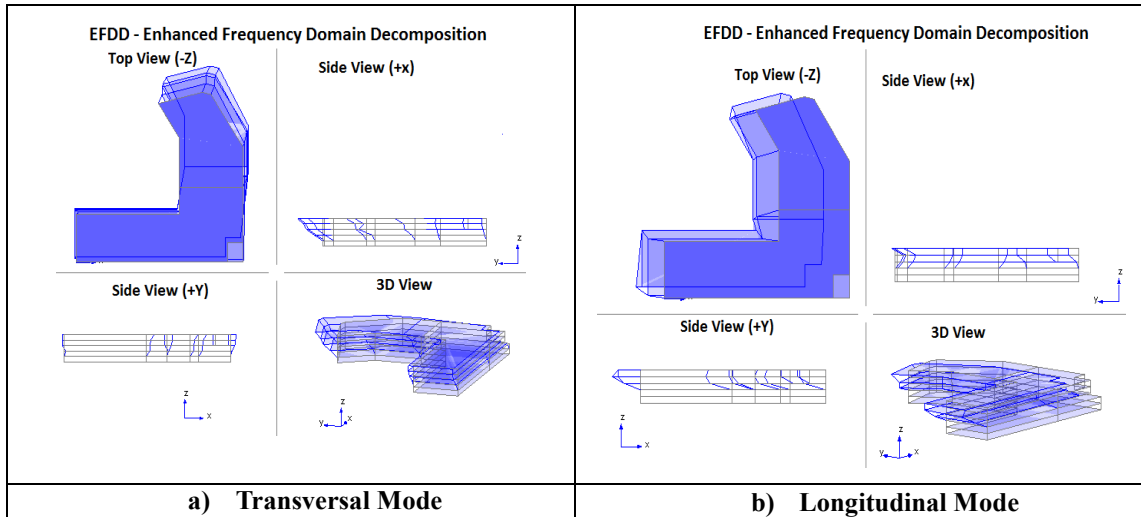 EFDD - Enhanced Frequency Domain Decomposition
Top View (-Z)
Side View (+x)
z
y
Side View (+Y)
3D View
z
x
z
y
x
a) Transversal Mode
EFDD - Enhanced Frequency Domain Decomposition
Top View (-Z)
Side View (+x)
z
y
Side View (+Y)
3D View
z
x
z
y
x
b) Longitudinal Mode